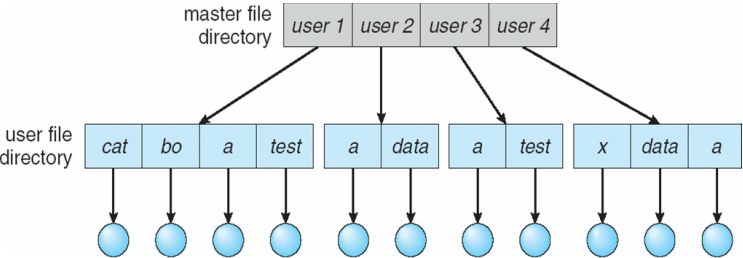 master file
directory
user 1 user 2 user 3 user 4
user file
directory
cat bo a test a data a test x data a